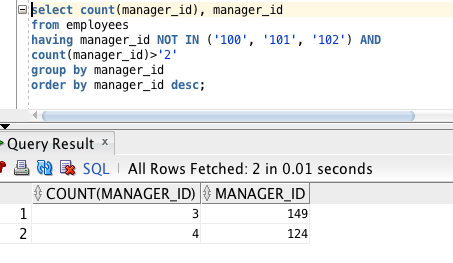 select count(manager_id), manager_id
from employees
having manager_id NOT IN ('100', '101', '102') AND
count(manager_id)>'2'
group by manager_id
order by manager_id desc;
Query Result x
SQL | All Rows Fetched: 2 in 0.01 seconds
COUNT(MANAGER_ID) MANAGER_ID
1 3 149
2 4 124